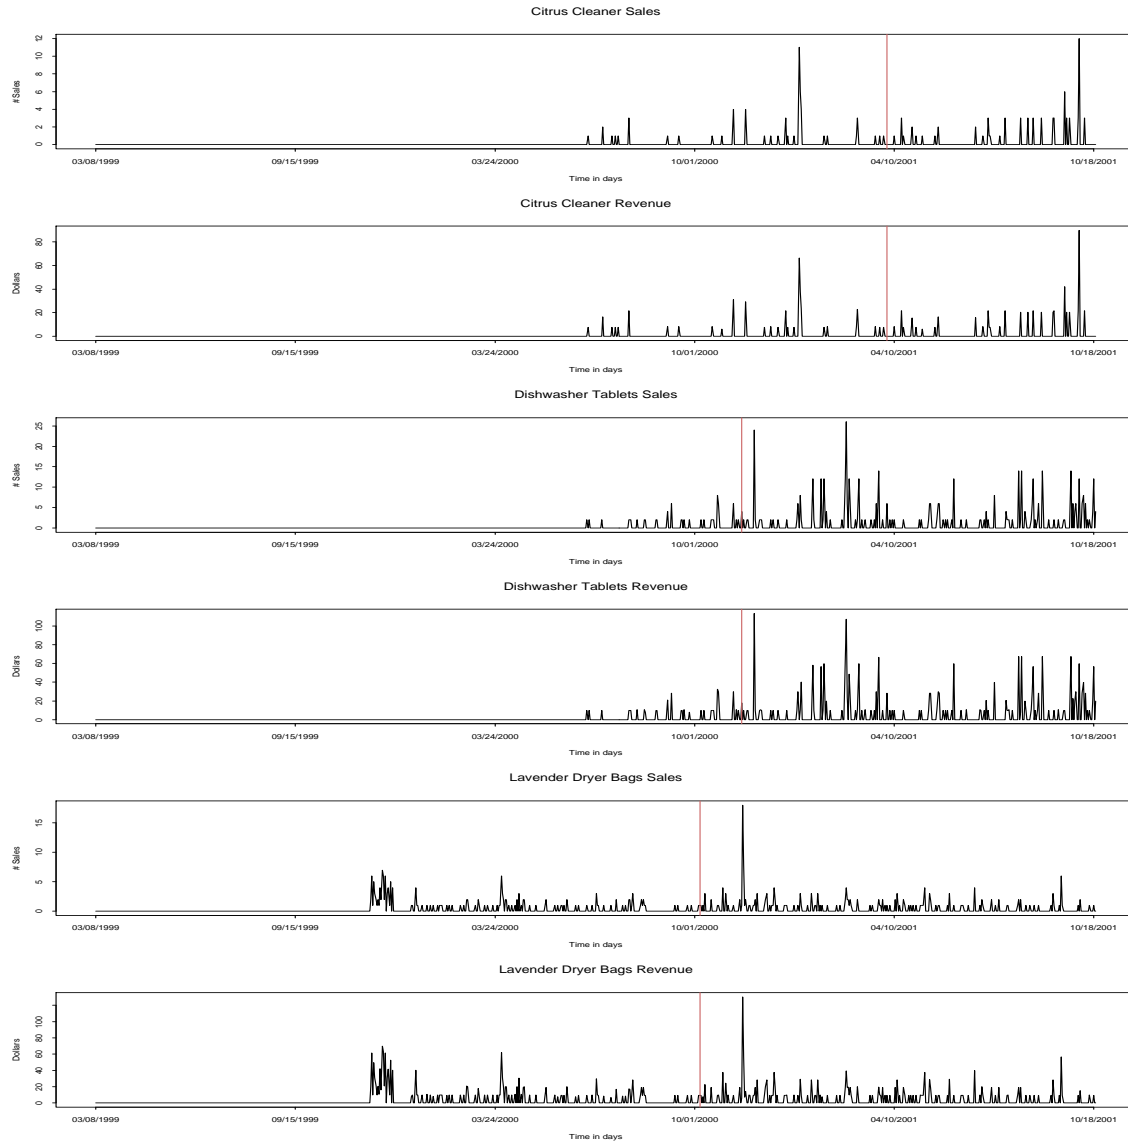 Citrus Cleaner Sales
# Sales
12
10
8
6
4
2
0
03/08/1999 09/15/1999 03/24/2000 10/01/2000 04/10/2001 10/18/2001
Time in days
Citrus Cleaner Revenue
Dollars
80
60
40
20
0
03/08/1999 09/15/1999 03/24/2000 10/01/2000 04/10/2001 10/18/2001
Time in days
Dishwasher Tablets Sales
# Sales
25
20
15
10
5
0
03/08/1999 09/15/1999 03/24/2000 10/01/2000 04/10/2001 10/18/2001
Time in days
Dishwasher Tablets Revenue
Dollars
100
80
60
40
20
0
03/08/1999 09/15/1999 03/24/2000 10/01/2000 04/10/2001 10/18/2001
Time in days
Lavender Dryer Bags Sales
# Sales
15
10
5
0
03/08/1999 09/15/1999 03/24/2000 10/01/2000 04/10/2001 10/18/2001
Time in days
Lavender Dryer Bags Revenue
Dollars
100
80
60
40
20
0
03/08/1999 09/15/1999 03/24/2000 10/01/2000 04/10/2001 10/18/2001
Time in days